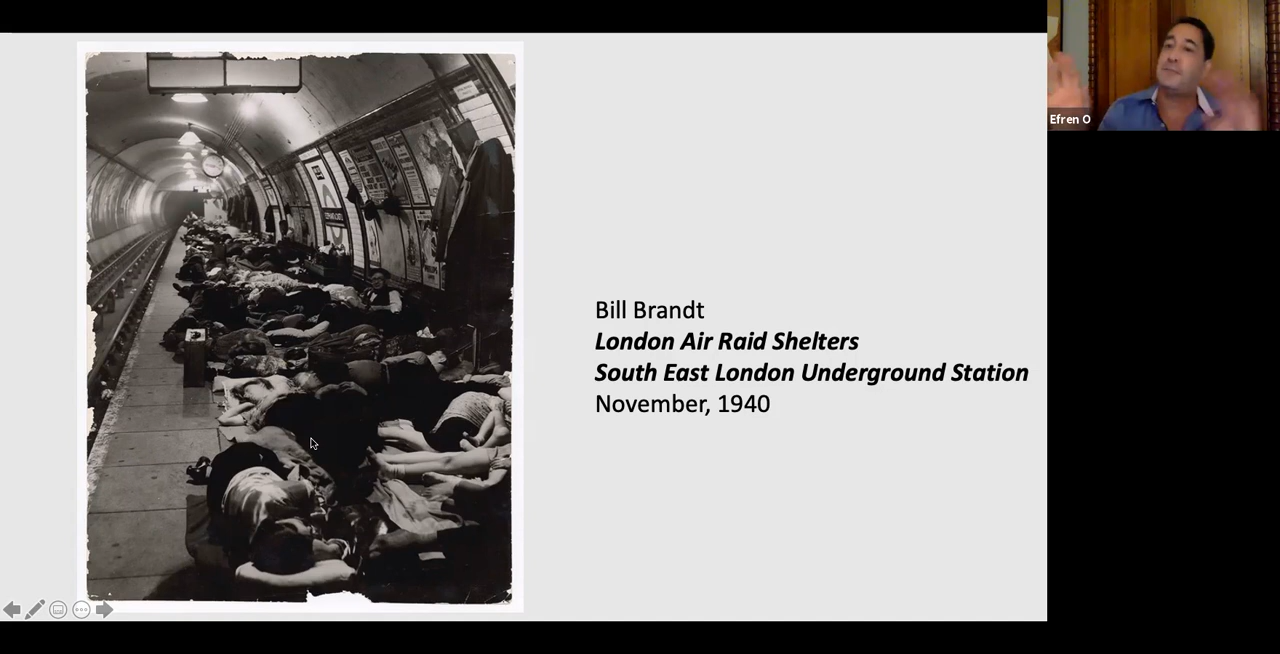 Efren O
Bill Brandt
London Air Raid Shelters
South East London Underground Station
November, 1940